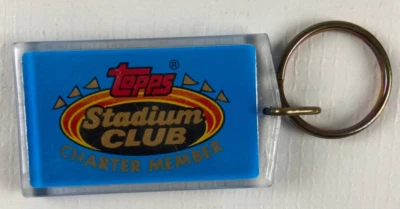 Topps ®
Stadium
CLUB
CHARTER MEMBER